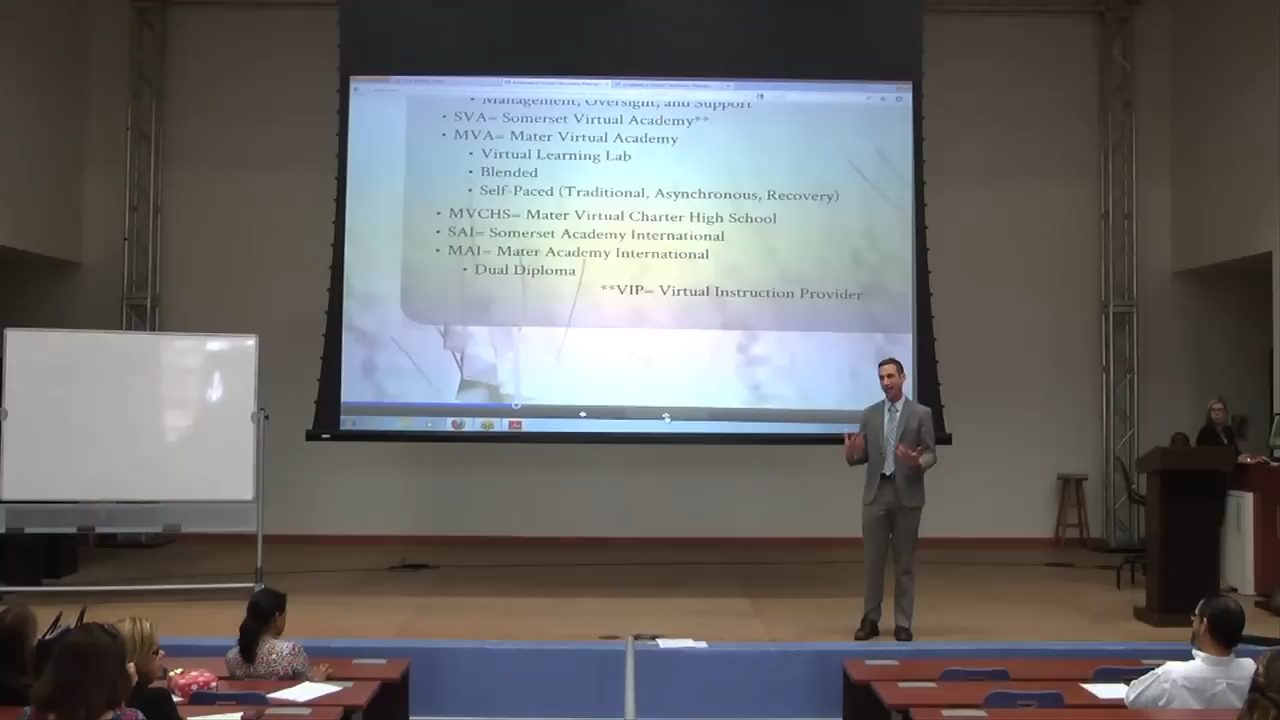 • Management, Oversight, and Support
• SVA= Somerset Virtual Academy**
• MVA= Mater Virtual Academy
• Virtual Learning Lab
• Blended
• Self-Paced (Traditional, Asynchronous, Recovery)
• MVCHS= Mater Virtual Charter High School
• SAI= Somerset Academy International
• MAI= Mater Academy International
• Dual Diploma
**VIP= Virtual Instruction Provider